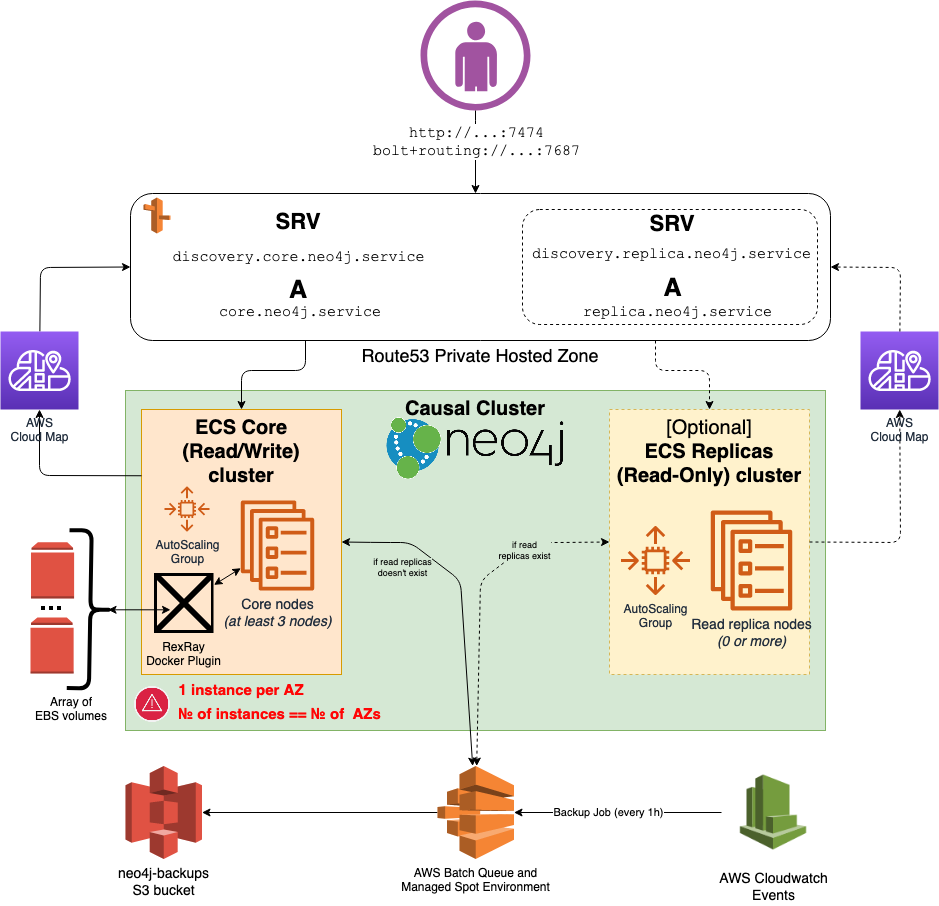 http://...:7474
bolt+routing://...:7687
SRV
discovery.core.neo4j.service
A
core.neo4j.service
SRV
discovery.replica.neo4j.service
A
replica.neo4j.service
Route53 Private Hosted Zone
AWS
Cloud Map
AWS
Cloud Map
Causal Cluster
neo4j
ECS Core
(Read/Write)
cluster
AutoScaling
Group
Core nodes
(at least 3 nodes)
RexRay
Docker Plugin
[Optional]
ECS Replicas
(Read-Only) cluster
AutoScaling
Group
Read replica nodes
(0 or more)
if read replicas
doesn't exist
if read
replicas exist
Array of
EBS volumes
1 instance per AZ
№ of instances == № of AZs
Backup Job (every 1h)
neo4j-backups
S3 bucket
AWS Batch Queue and
Managed Spot Environment
AWS Cloudwatch
Events